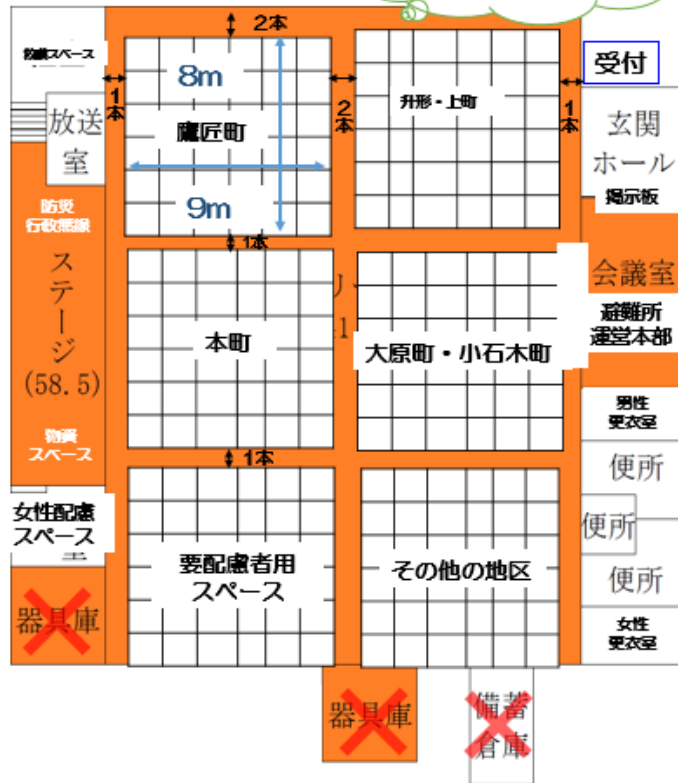 2本
スペース
8m
1
本
2
本
1
本
受付
放送
室
鷹匠町
升形・上町
玄関
ホール
掲示板
9m
防災
行政無線
1本
ステージ
(58.5)
本町
大原町・小石木町
会議室
避難所
運営本部
物資
スペース
1本
男性
更衣室
便所
女性配慮
スペース
室
便所
要配慮者用
スペース
その他の地区
便所
器具庫
女性
更衣室
器具庫
備蓄
倉庫